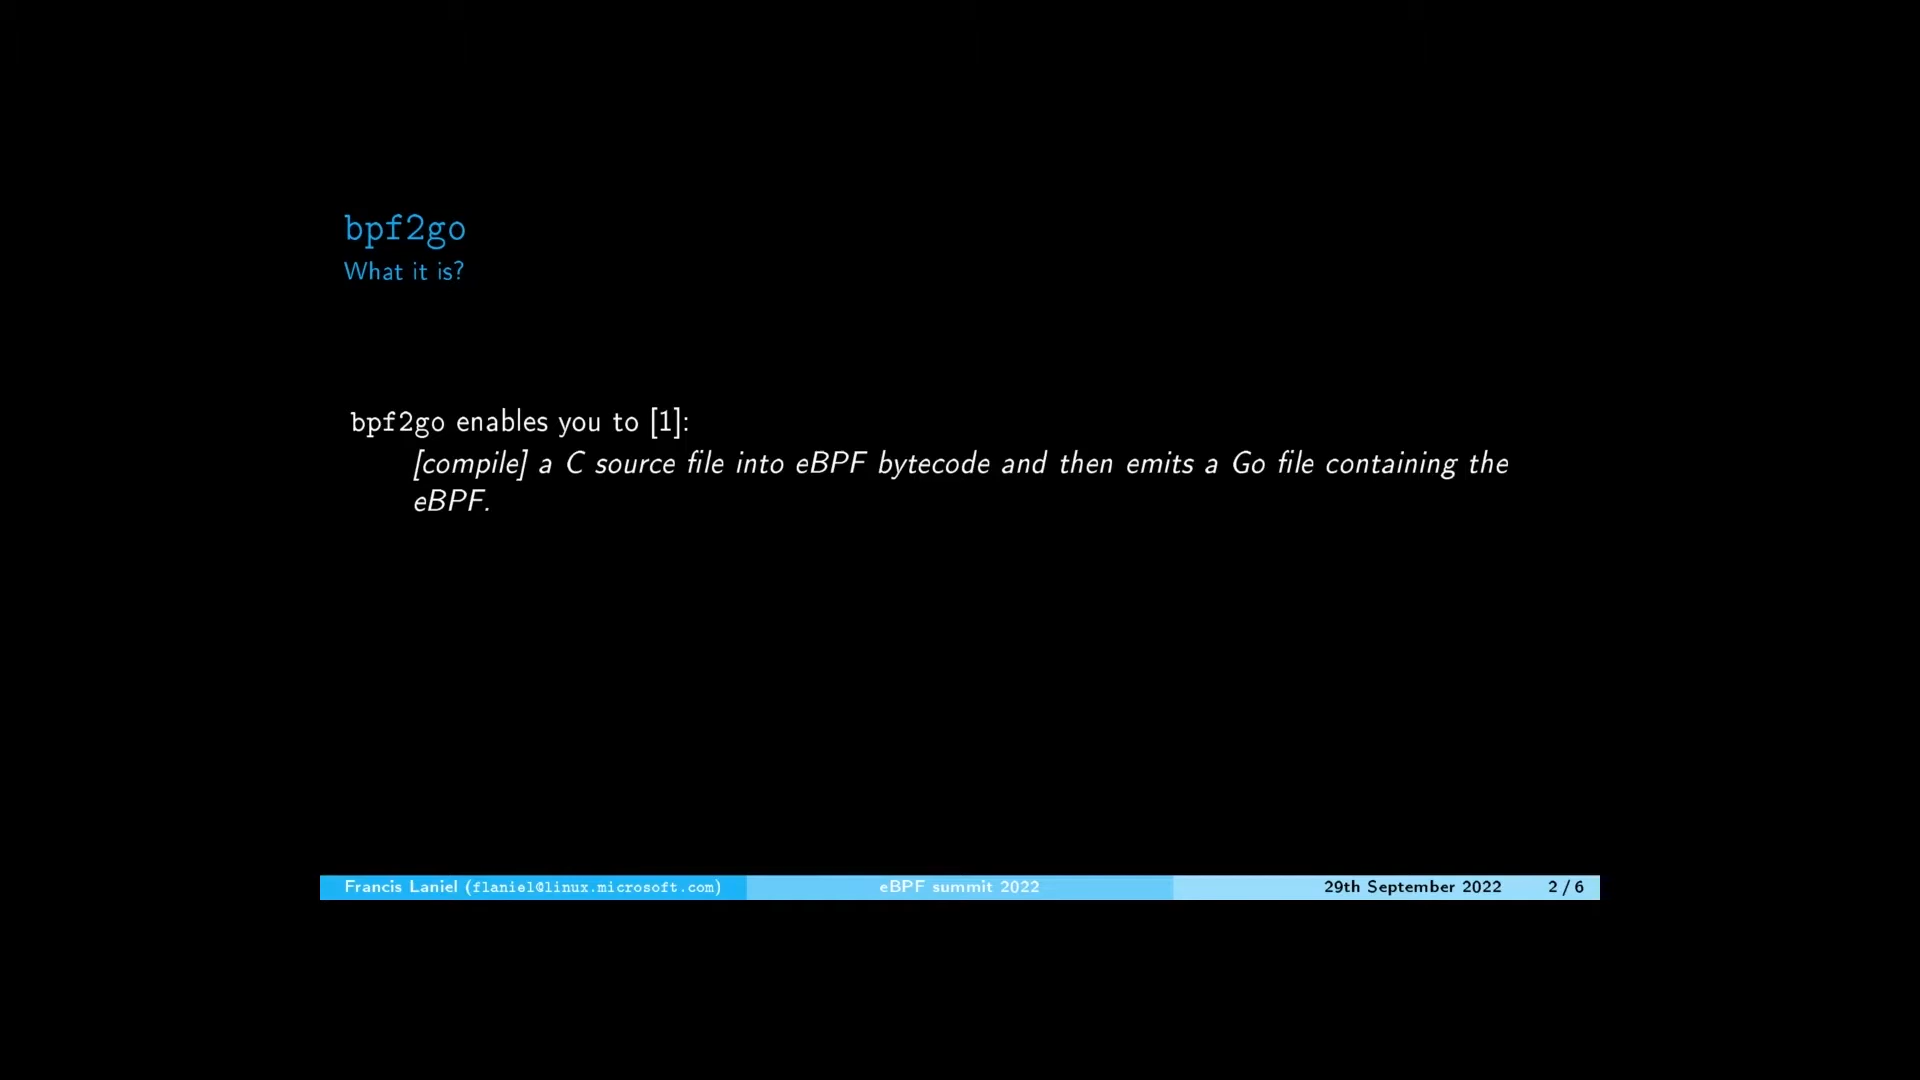 bpf2go
What it is?
bpf2go enables you to [1]:
[compile] a C source file into eBPF bytecode and then emits a Go file containing the
eBPF.
Francis Laniel (flaniel@linux.microsoft.com) eBPF summit 2022 29th September 2022 2 / 6